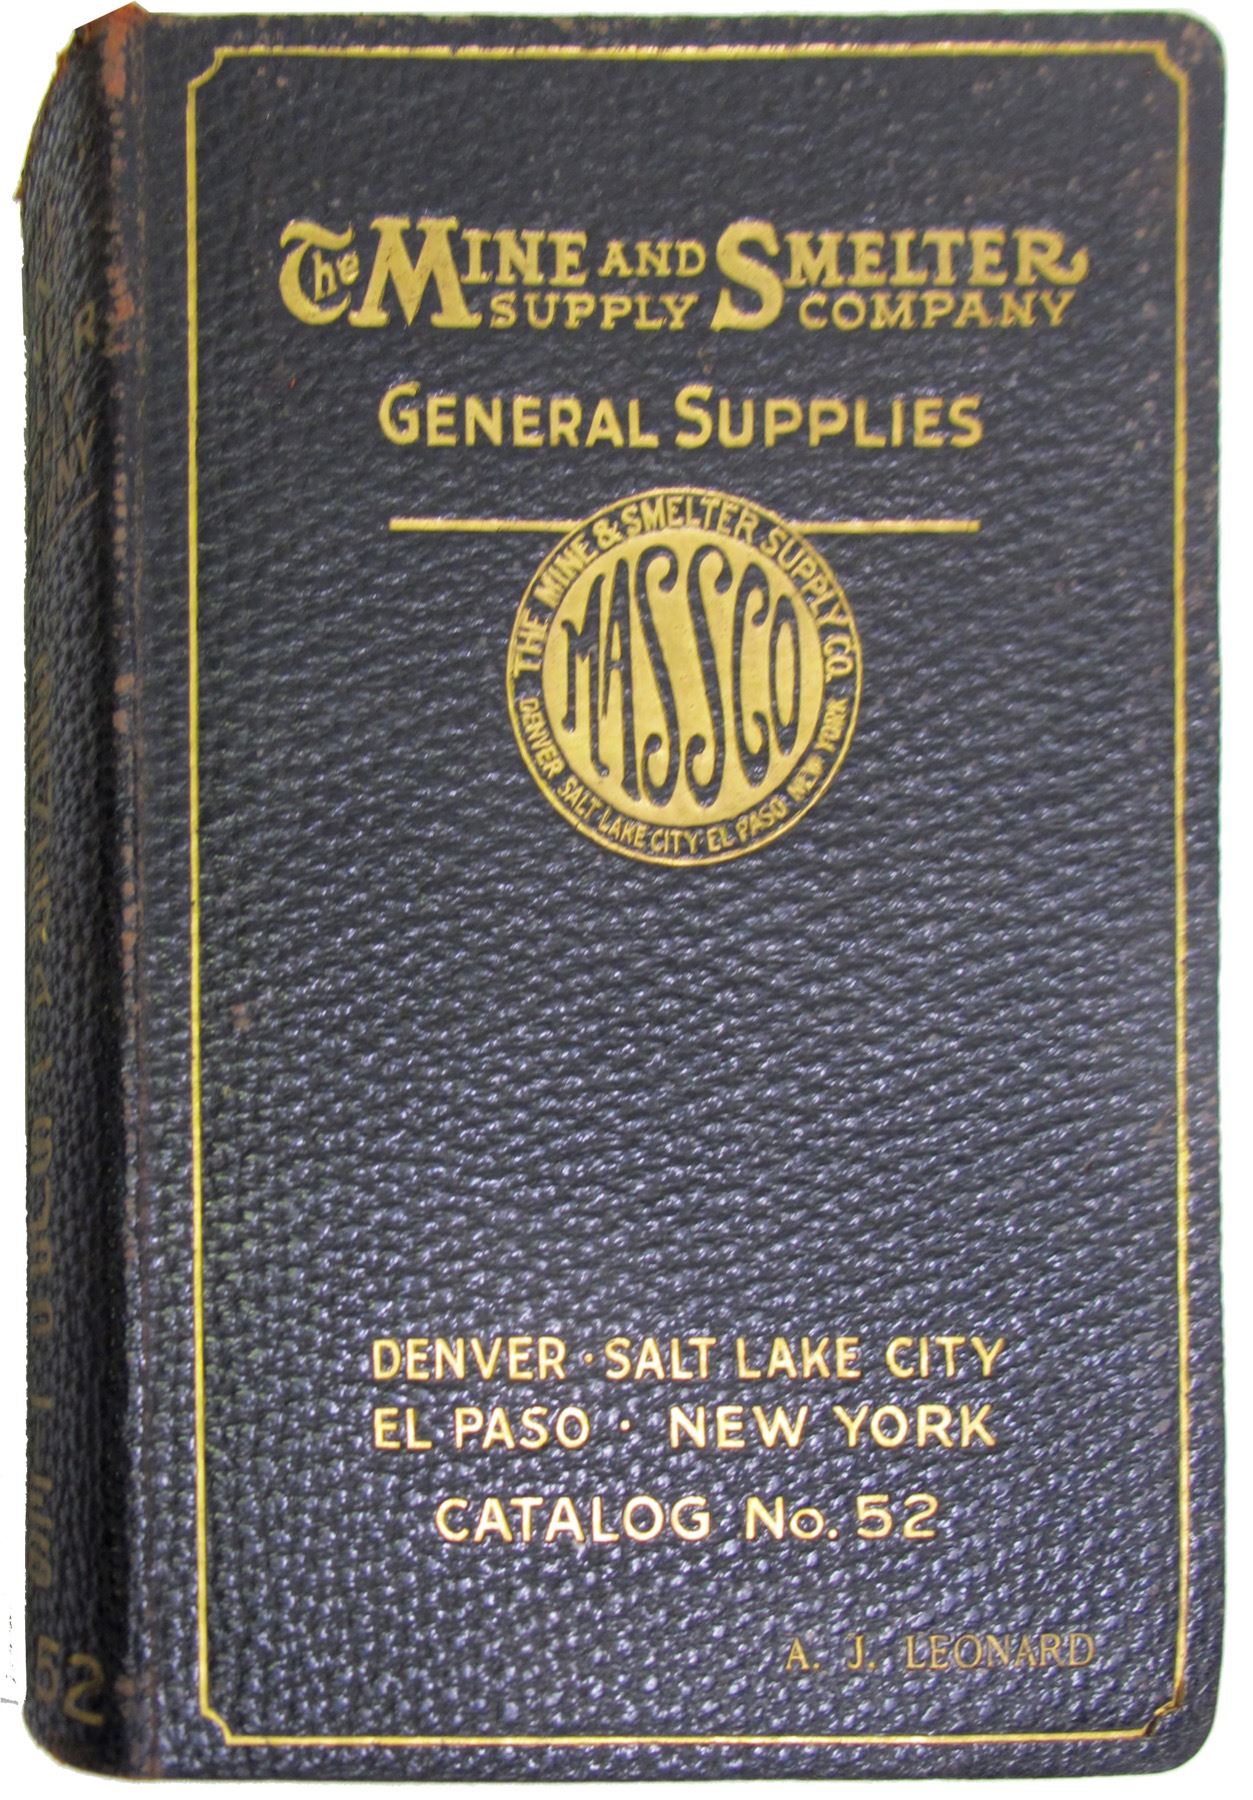 The MINE AND SMELTER
SUPPLY COMPANY
GENERAL SUPPLIES
THE MINE & SMELTER SUPPLY CO.
MASSCO
DENVER SALT LAKE CITY · EL PASO · NEW YORK
DENVER · SALT LAKE CITY
EL PASO · NEW YORK
CATALOG No. 52
A. J. LEONARD
52